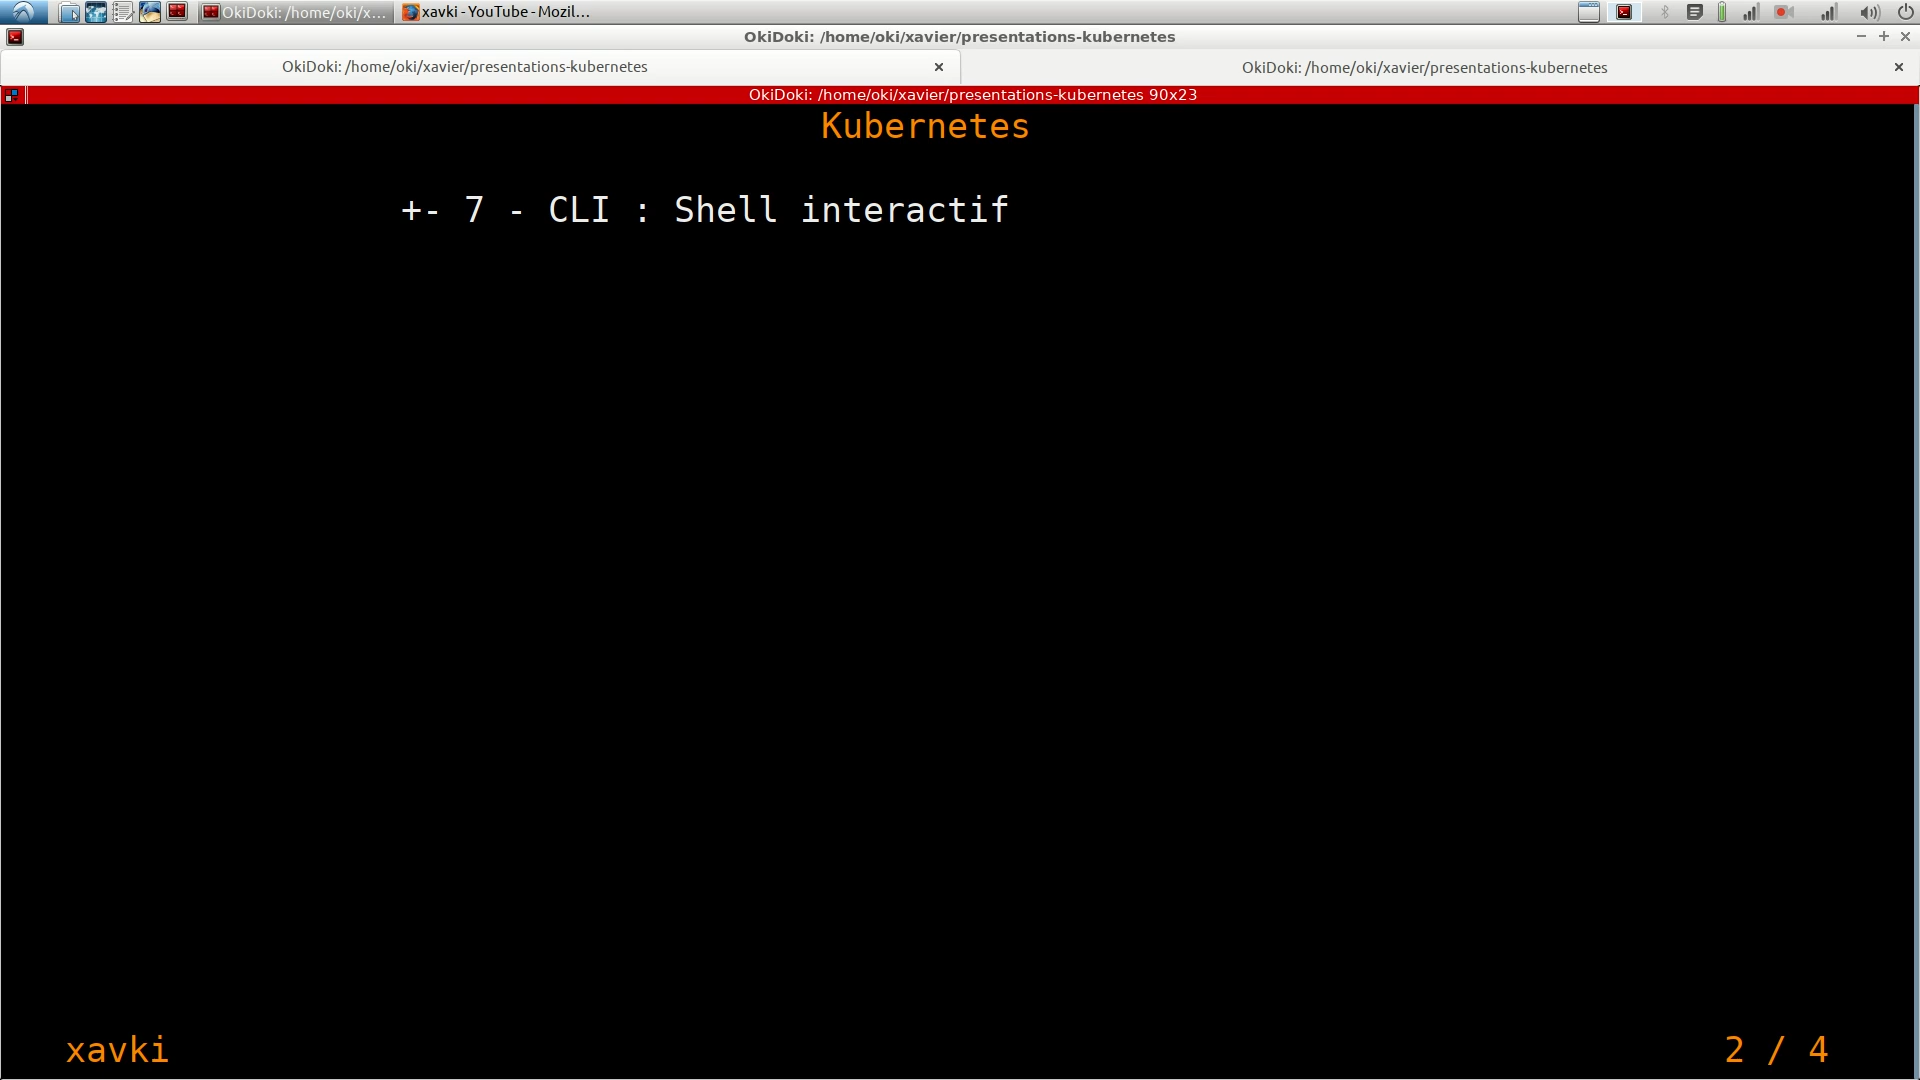 OkiDoki: /home/oki/x... xavki - YouTube - Mozil...
OkiDoki: /home/oki/xavier/presentations-kubernetes
OkiDoki: /home/oki/xavier/presentations-kubernetes OkiDoki: /home/oki/xavier/presentations-kubernetes
OkiDoki: /home/oki/xavier/presentations-kubernetes 90x23
Kubernetes
+- 7 - CLI : Shell interactif
xavki 2 / 4